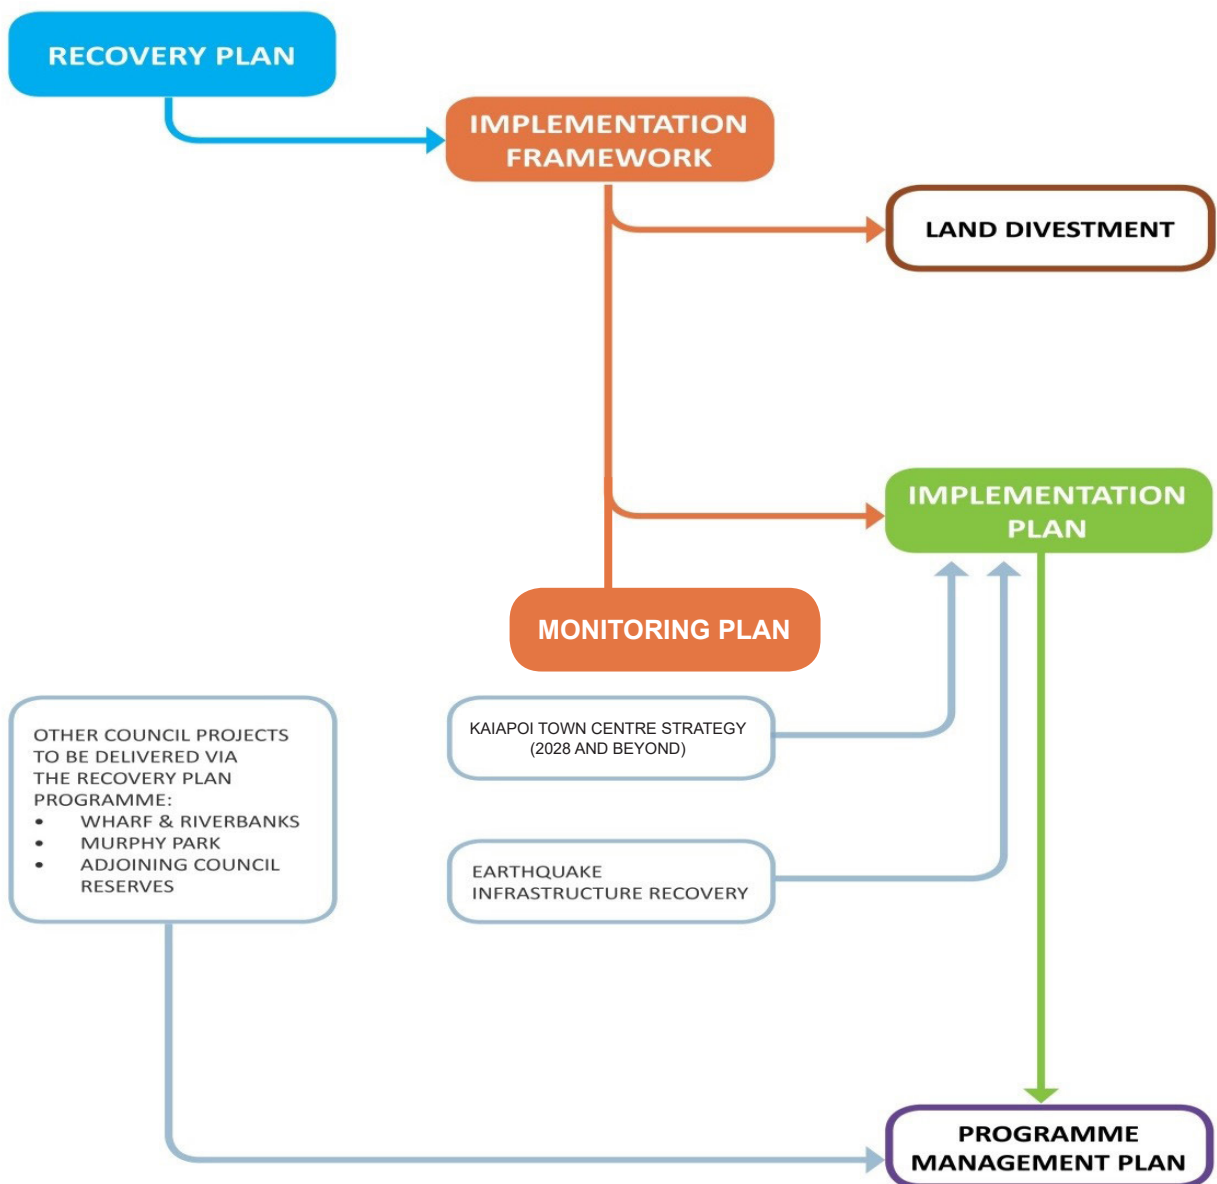 RECOVERY PLAN
IMPLEMENTATION
FRAMEWORK
LAND DIVESTMENT
IMPLEMENTATION
PLAN
MONITORING PLAN
OTHER COUNCIL PROJECTS
TO BE DELIVERED VIA
THE RECOVERY PLAN
PROGRAMME:
• WHARF & RIVERBANKS
• MURPHY PARK
• ADJOINING COUNCIL
RESERVES
KAIAPOI TOWN CENTRE STRATEGY
(2028 AND BEYOND)
EARTHQUAKE
INFRASTRUCTURE RECOVERY
PROGRAMME
MANAGEMENT PLAN